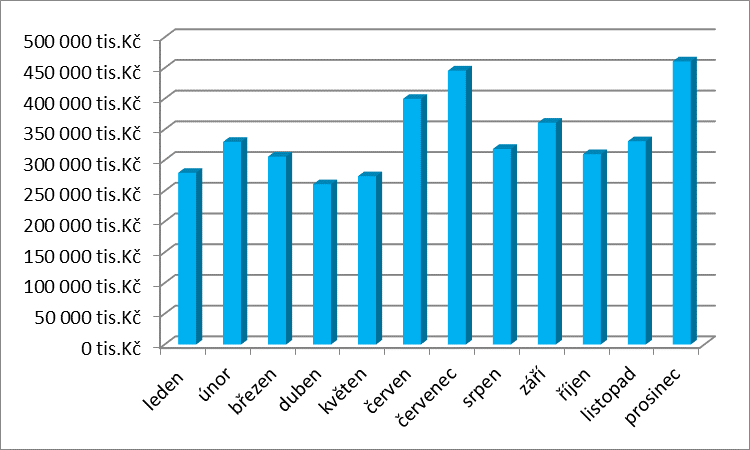 500 000 tis.Kč
450 000 tis.Kč
400 000 tis.Kč
350 000 tis.Kč
300 000 tis.Kč
250 000 tis.Kč
200 000 tis.Kč
150 000 tis.Kč
100 000 tis.Kč
50 000 tis.Kč
0 tis.Kč
leden
únor
březen
duben
květen
červen
červenec
srpen
září
říjen
listopad
prosinec